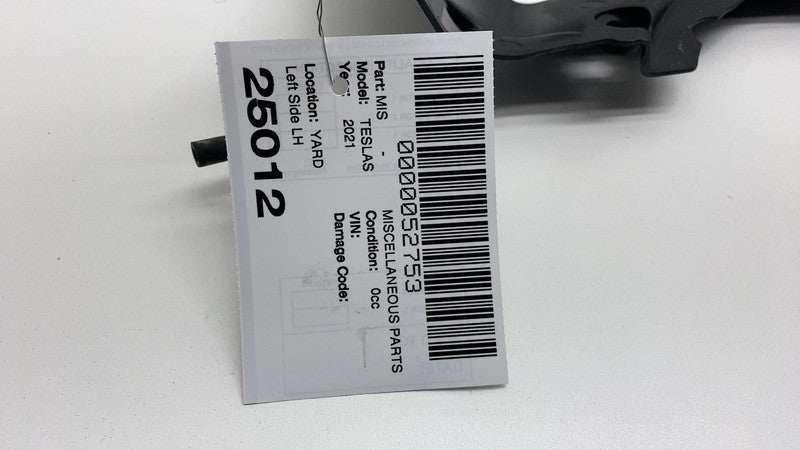 0000052753
Part: MIS - MISCELLANEOUS PARTS
Model: TESLAS Condition: 0cc
Year: 2021 VIN:
Damage Code:
Location: YARD
Left Side LH
25012